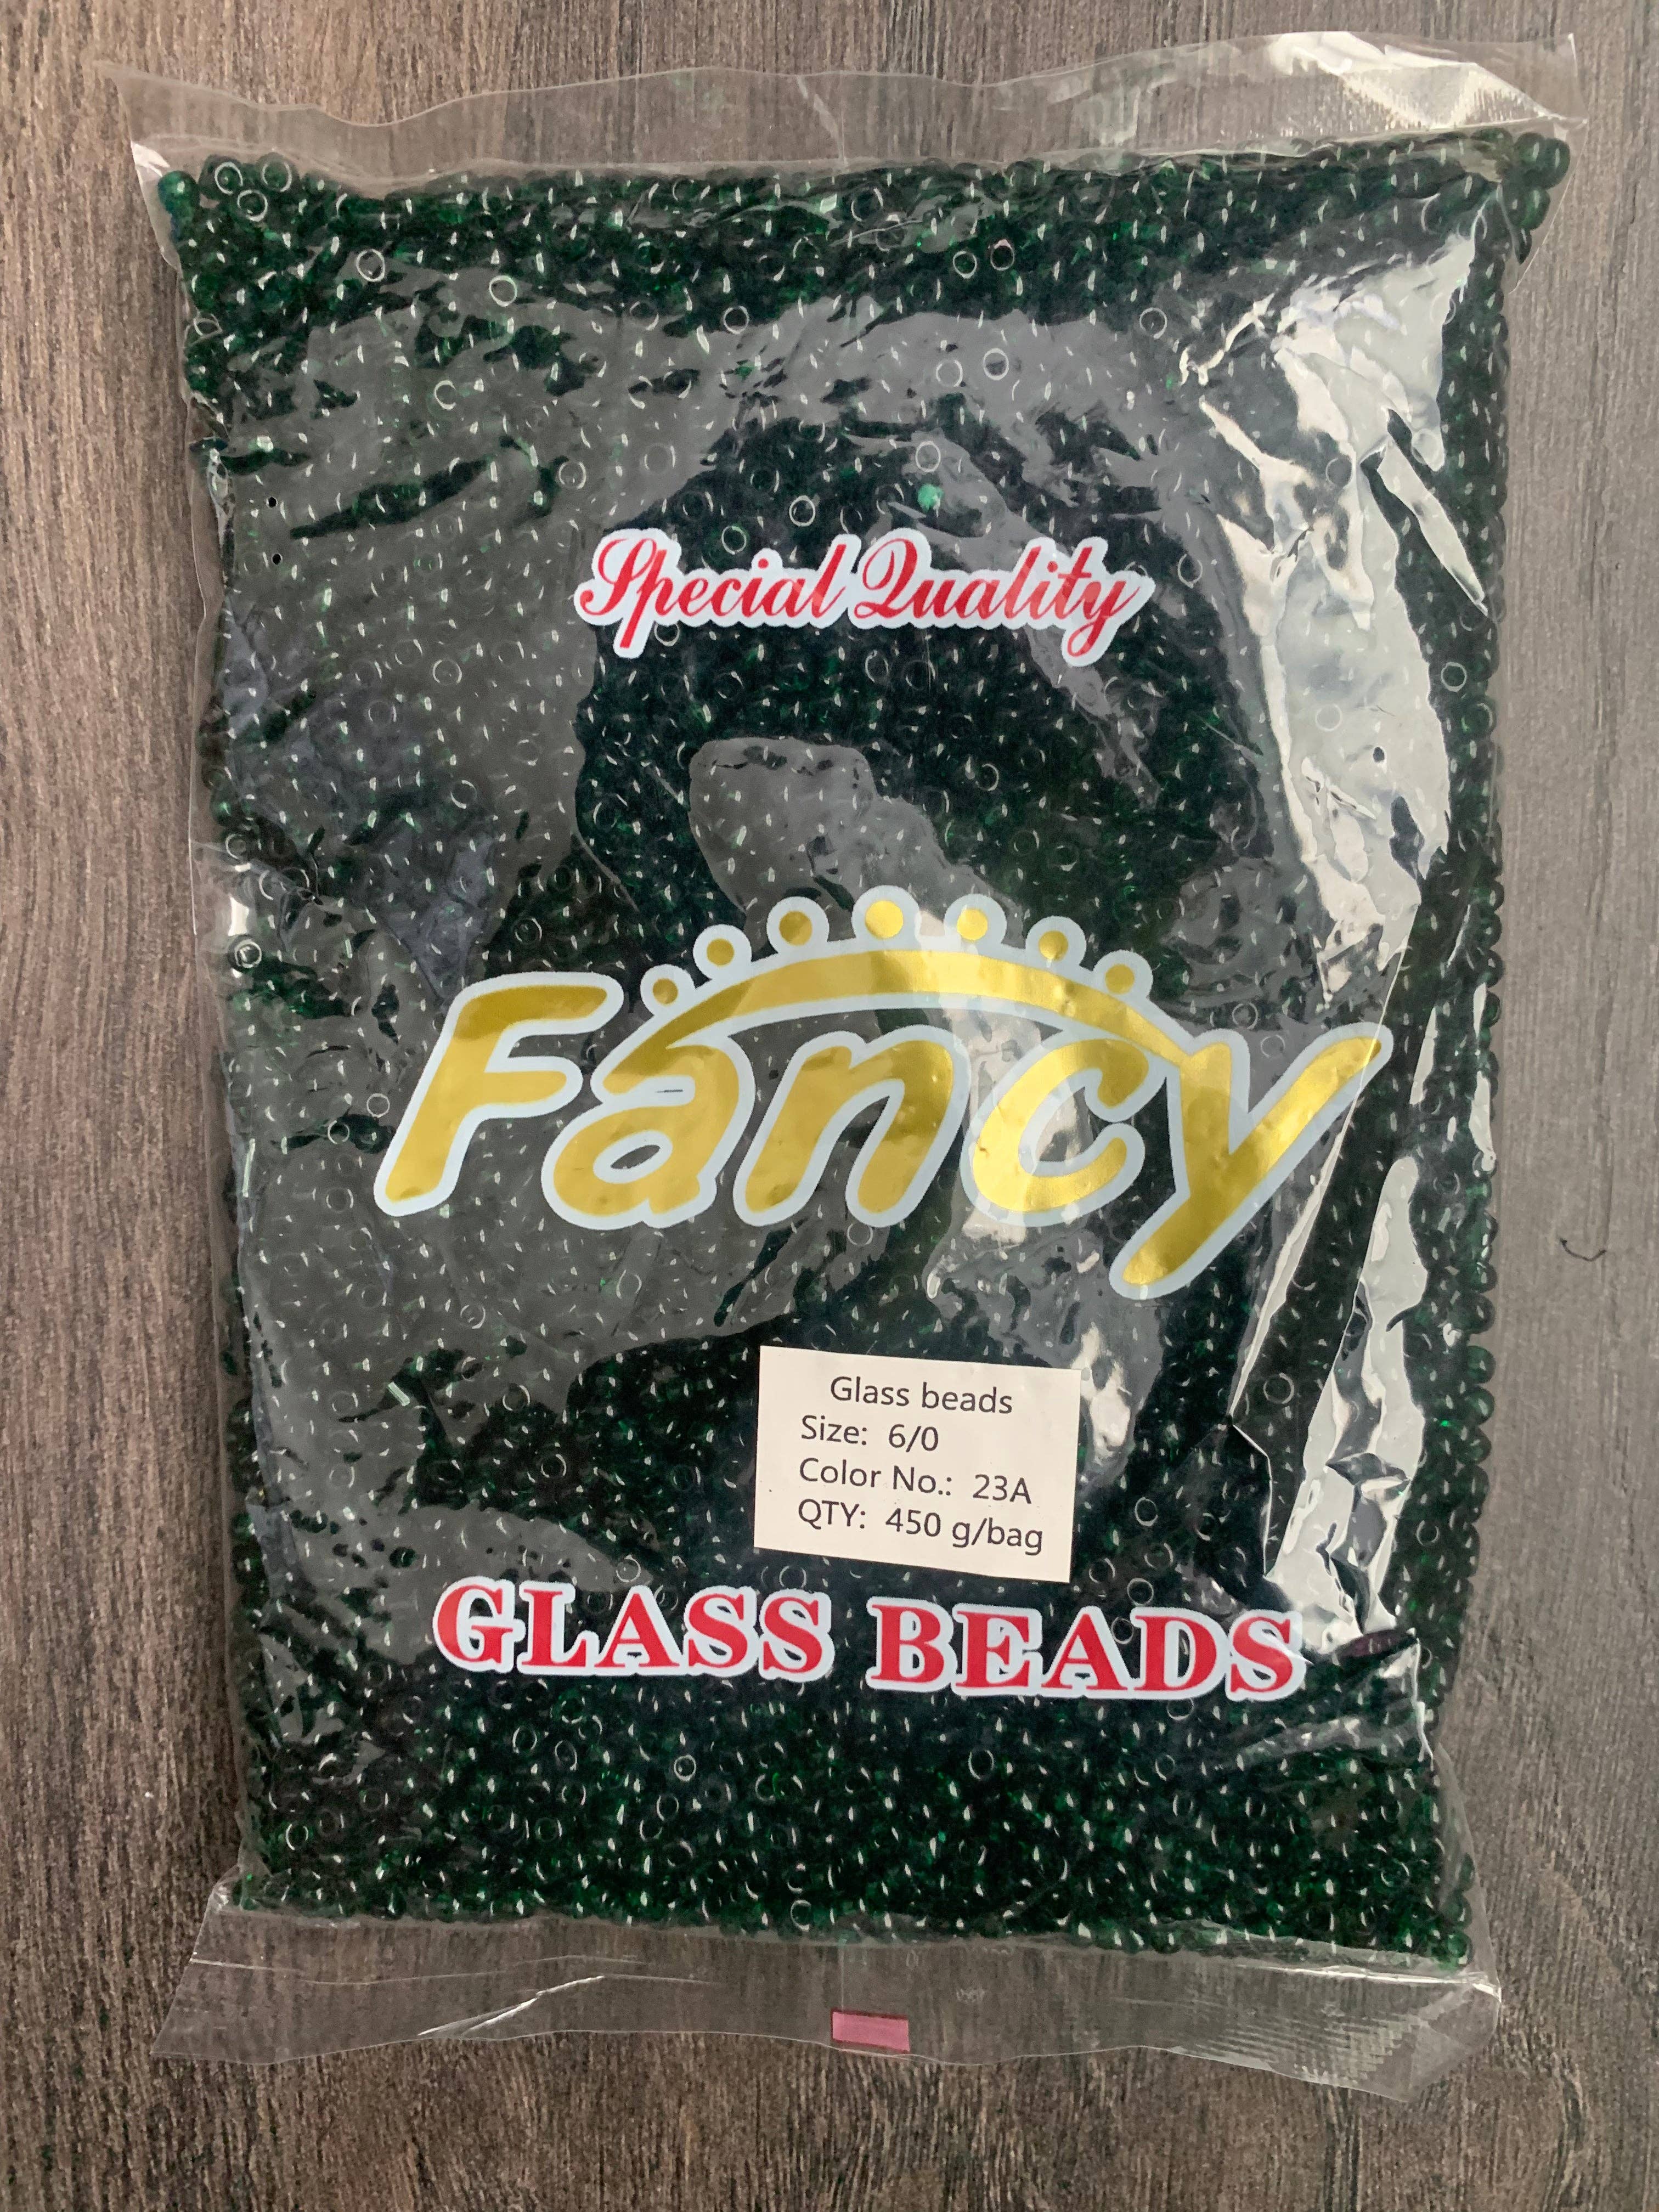 Special Quality
Fancy
Glass beads
Size: 6/0
Color No.: 23A
QTY: 450 g/bag
GLASS BEADS